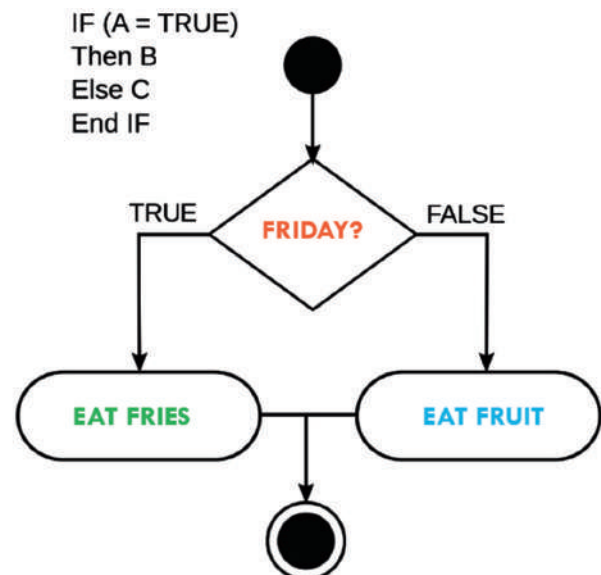 IF (A = TRUE)
Then B
Else C
End IF
TRUE
FRIDAY?
FALSE
EAT FRIES
EAT FRUIT